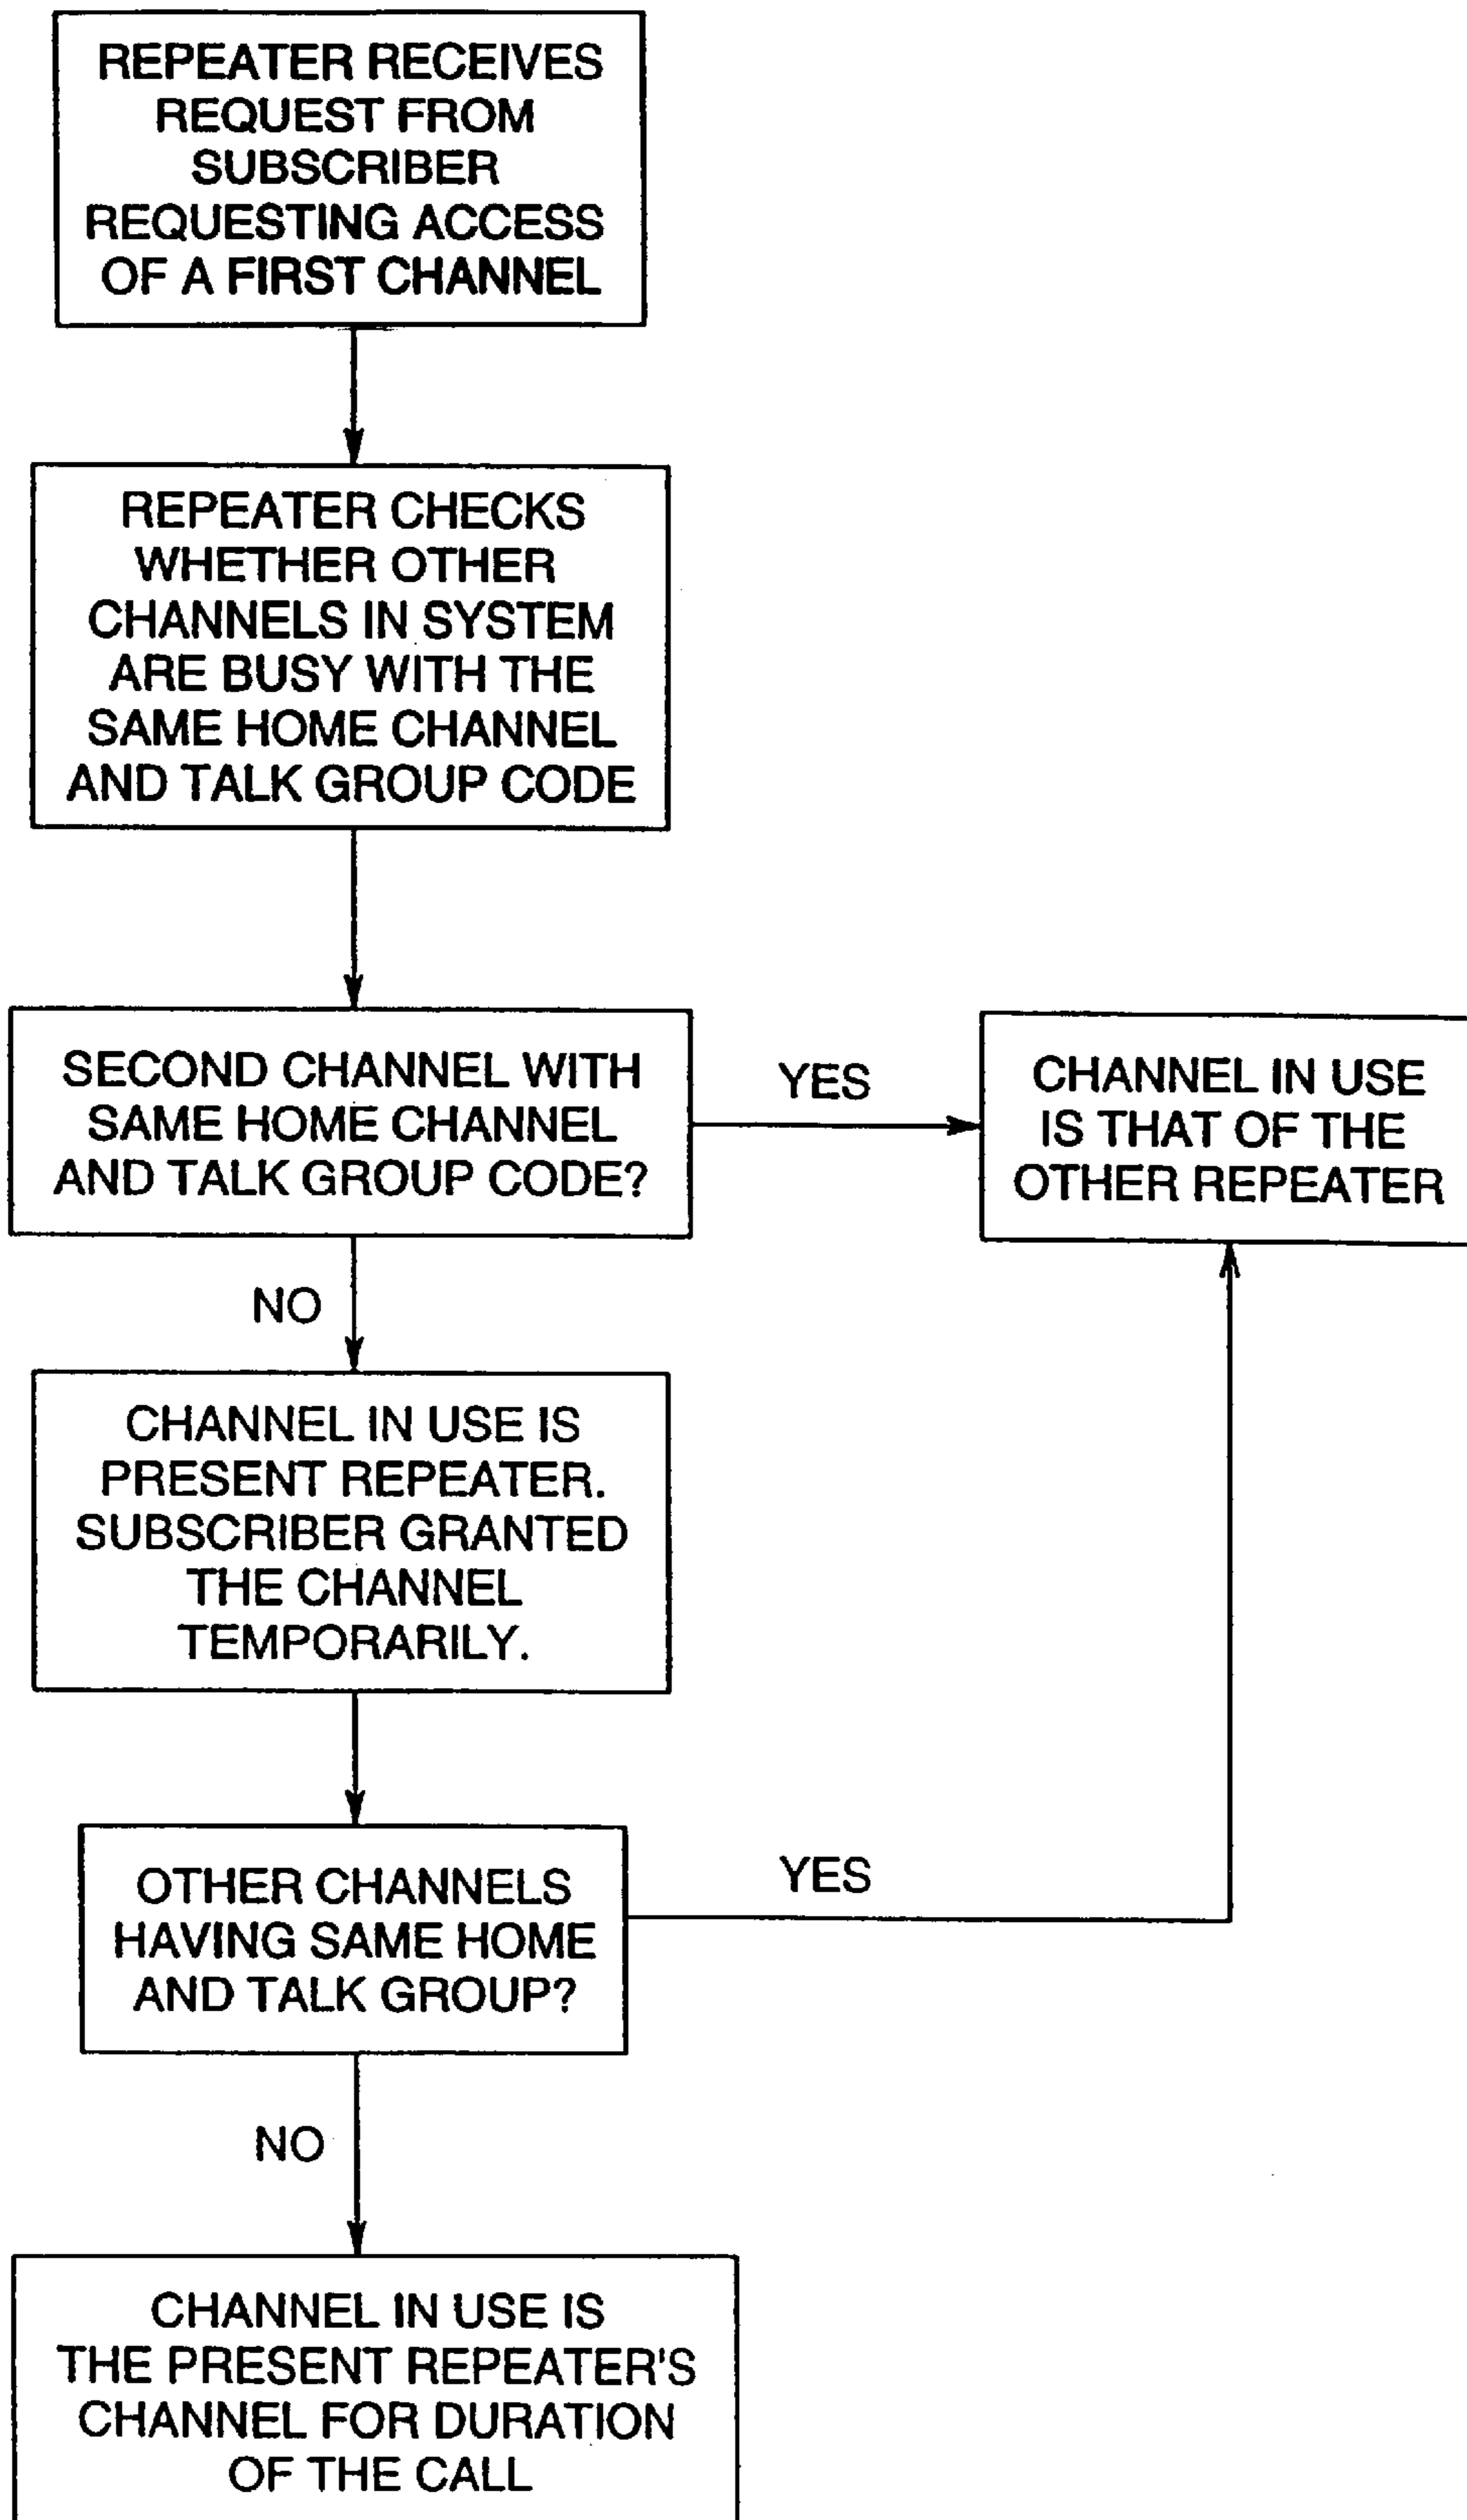 REPEATER RECEIVES
REQUEST FROM
SUBSCRIBER
REQUESTING ACCESS
OF A FIRST CHANNEL
REPEATER CHECKS
WHETHER OTHER
CHANNELS IN SYSTEM
ARE BUSY WITH THE
SAME HOME CHANNEL
AND TALK GROUP CODE
SECOND CHANNEL WITH
SAME HOME CHANNEL
AND TALK GROUP CODE?
YES
CHANNEL IN USE
IS THAT OF THE
OTHER REPEATER
NO
CHANNEL IN USE IS
PRESENT REPEATER.
SUBSCRIBER GRANTED
THE CHANNEL
TEMPORARILY.
OTHER CHANNELS
HAVING SAME HOME
AND TALK GROUP?
YES
NO
CHANNEL IN USE IS
THE PRESENT REPEATER'S
CHANNEL FOR DURATION
OF THE CALL